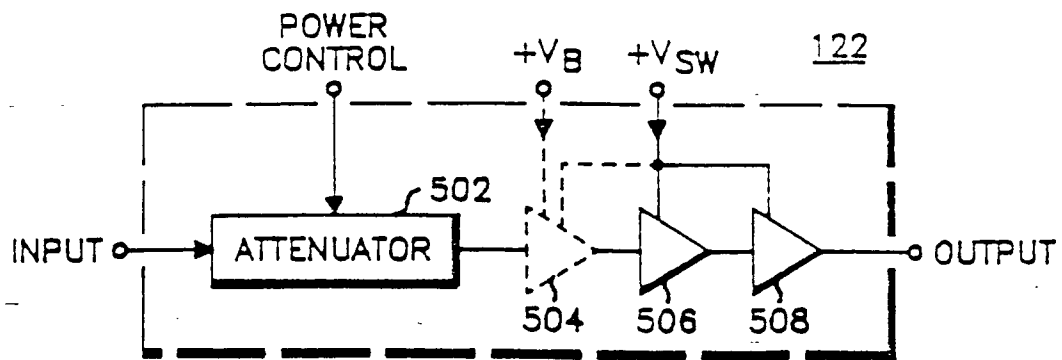 POWER
CONTROL
+VB
+VSW
122
502
INPUT
ATTENUATOR
OUTPUT
504
506
508